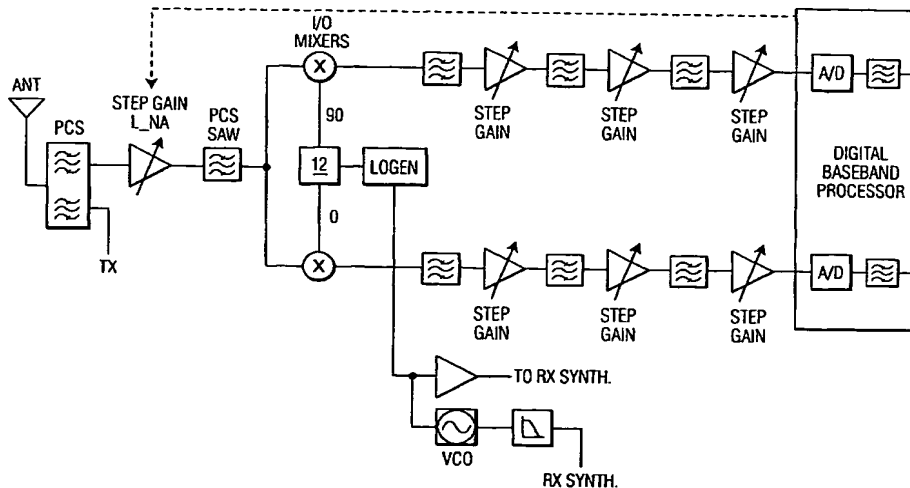 I/O
MIXERS
ANT
STEP GAIN
L_NA
PCS
PCS
SAW
90
12
LOGEN
0
TX
STEP
GAIN
STEP
GAIN
STEP
GAIN
A/D
DIGITAL
BASEBAND
PROCESSOR
A/D
STEP
GAIN
STEP
GAIN
STEP
GAIN
TO RX SYNTH.
VCO
RX SYNTH.
X
X